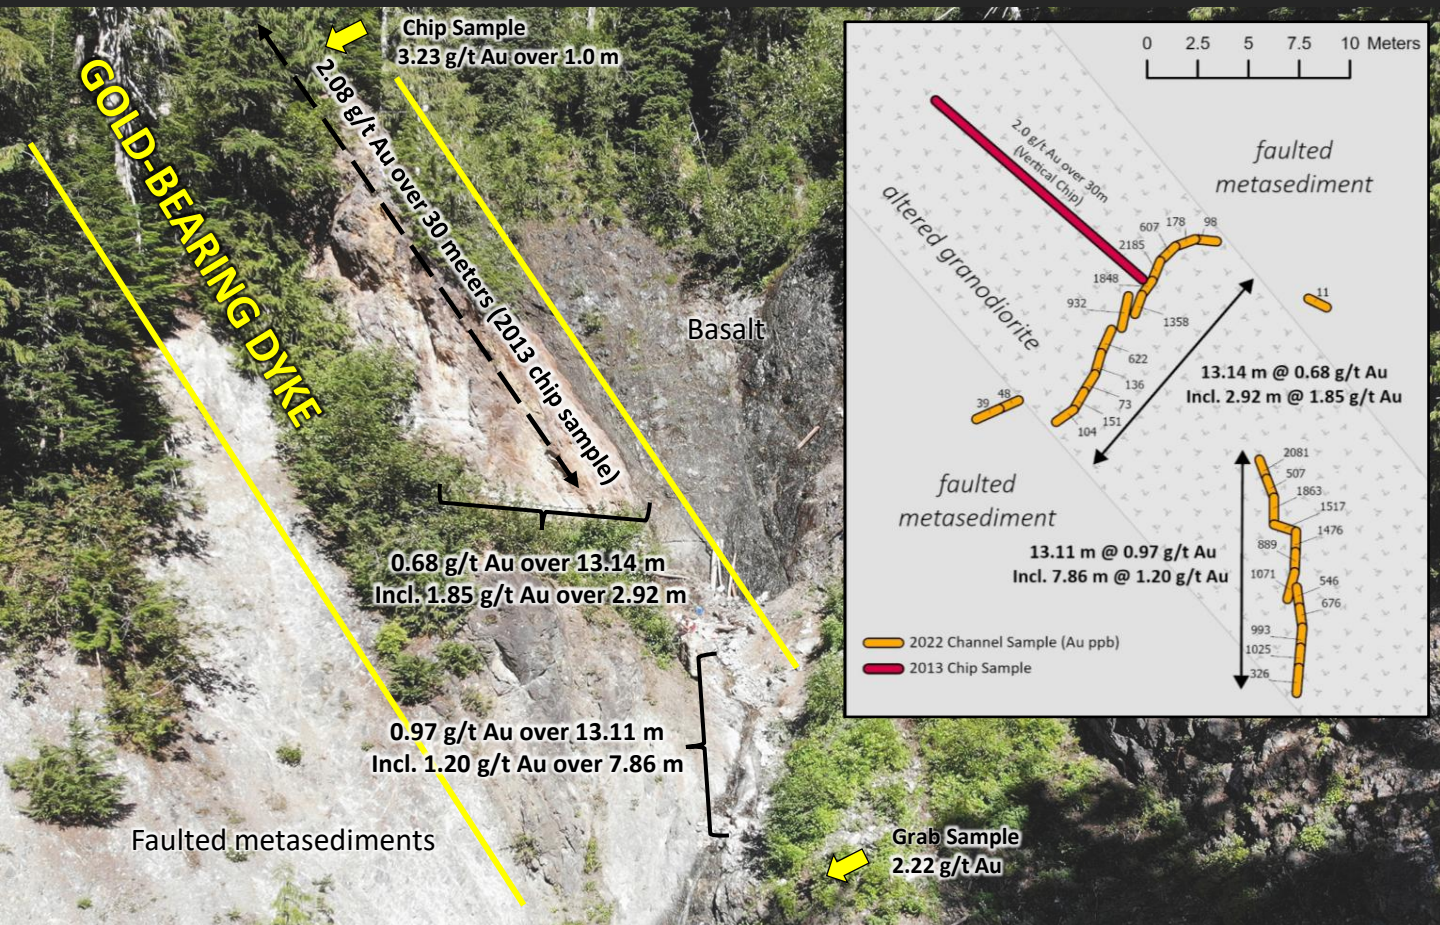 Chip Sample
3.23 g/t Au over 1.0 m
GOLD-BEARING DYKE
2.08 g/t Au over 30 meters (2013 chip sample)
Basalt
0.68 g/t Au over 13.14 m
Incl. 1.85 g/t Au over 2.92 m
0.97 g/t Au over 13.11 m
Incl. 1.20 g/t Au over 7.86 m
Faulted metasediments
Grab Sample
2.22 g/t Au
0 2.5 5 7.5 10 Meters
faulted
metasediment
2.0 g/t Au over 30m
(Vertical Chip)
altered granodiorite
98
178
607
2185
1848
932
1358
622
136
73
151
104
48
39
11
13.14 m @ 0.68 g/t Au
Incl. 2.92 m @ 1.85 g/t Au
faulted
metasediment
2081
507
1863
1517
1476
889
1071
546
676
993
1025
326
13.11 m @ 0.97 g/t Au
Incl. 7.86 m @ 1.20 g/t Au
2022 Channel Sample (Au ppb)
2013 Chip Sample